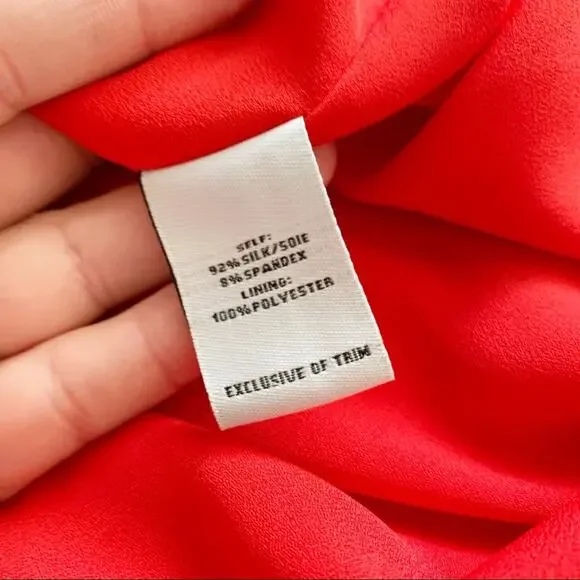 SELF:
92%SILK/SOIE
8%SPANDEX
LINING:
100%POLYESTER
EXCLUSIVE OF TRIM